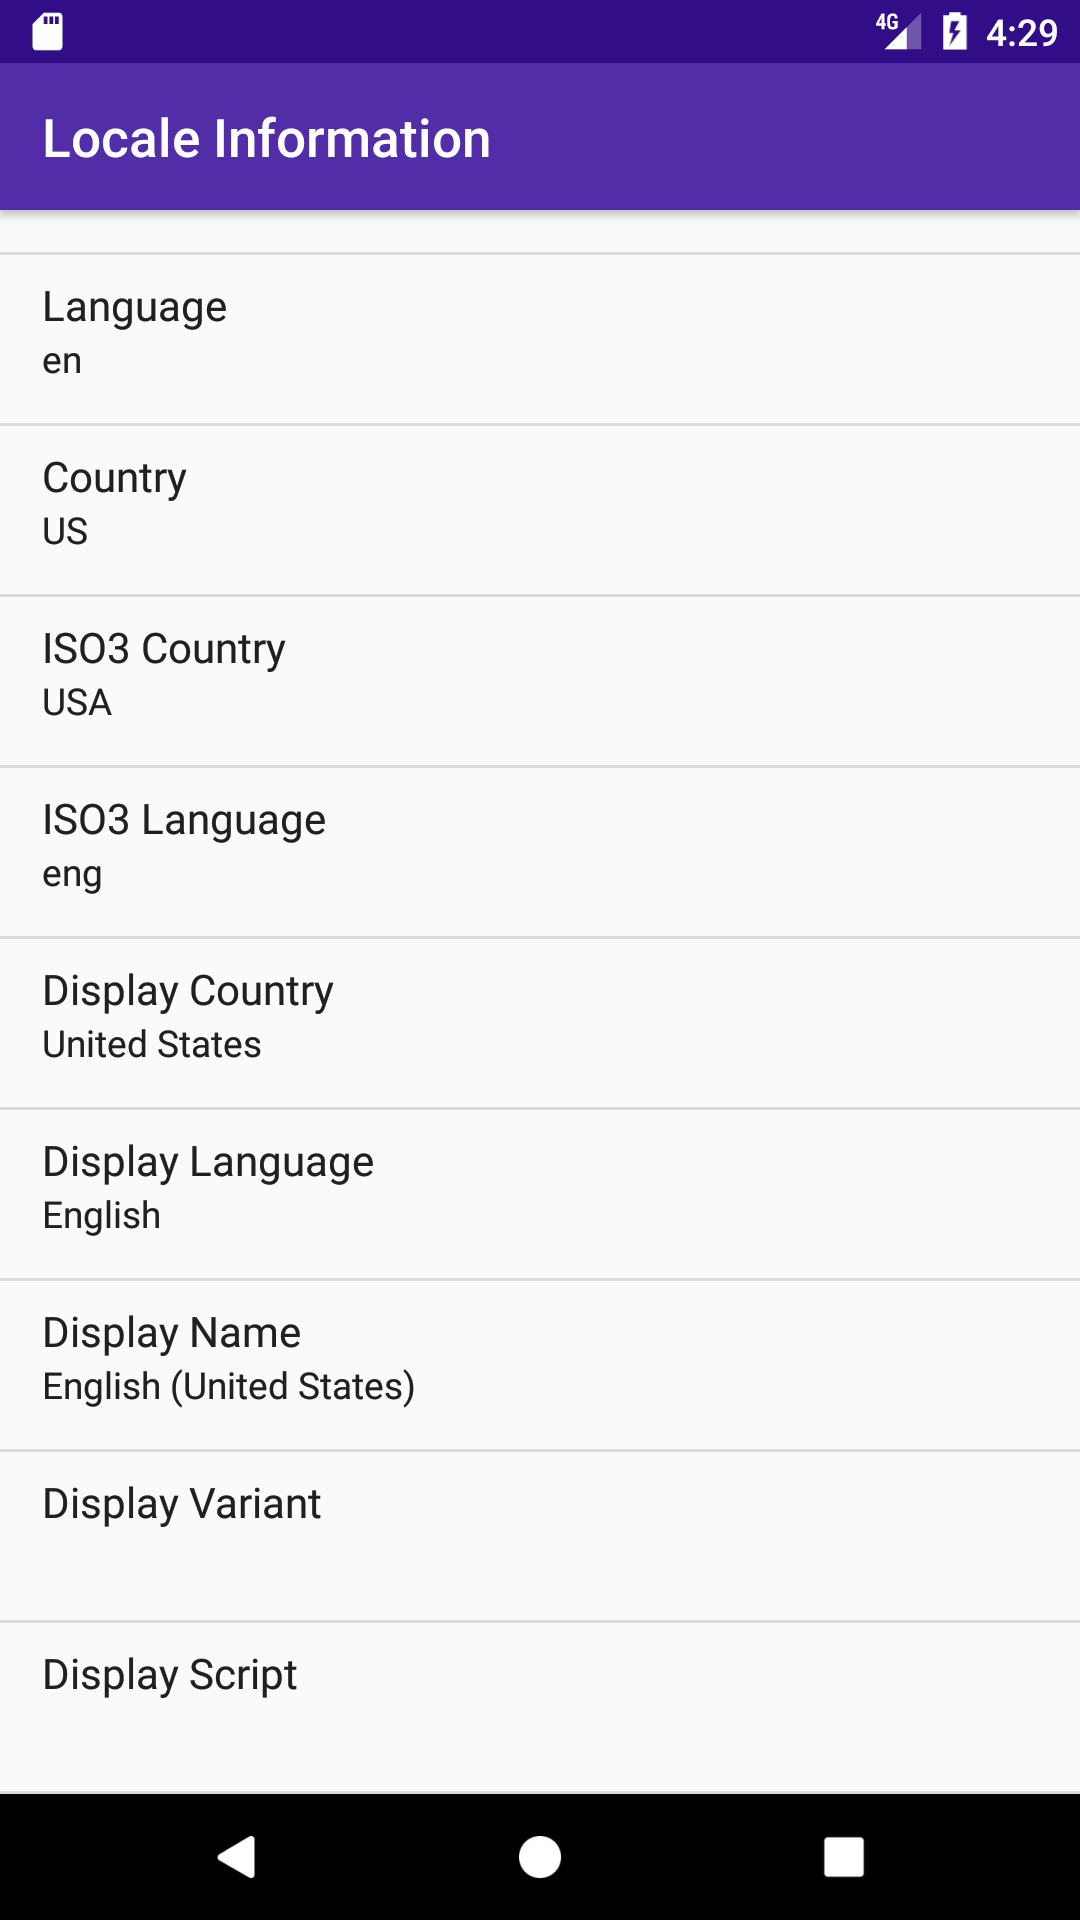 4G 4:29
Locale Information
Language
en
Country
US
ISO3 Country
USA
ISO3 Language
eng
Display Country
United States
Display Language
English
Display Name
English (United States)
Display Variant
Display Script